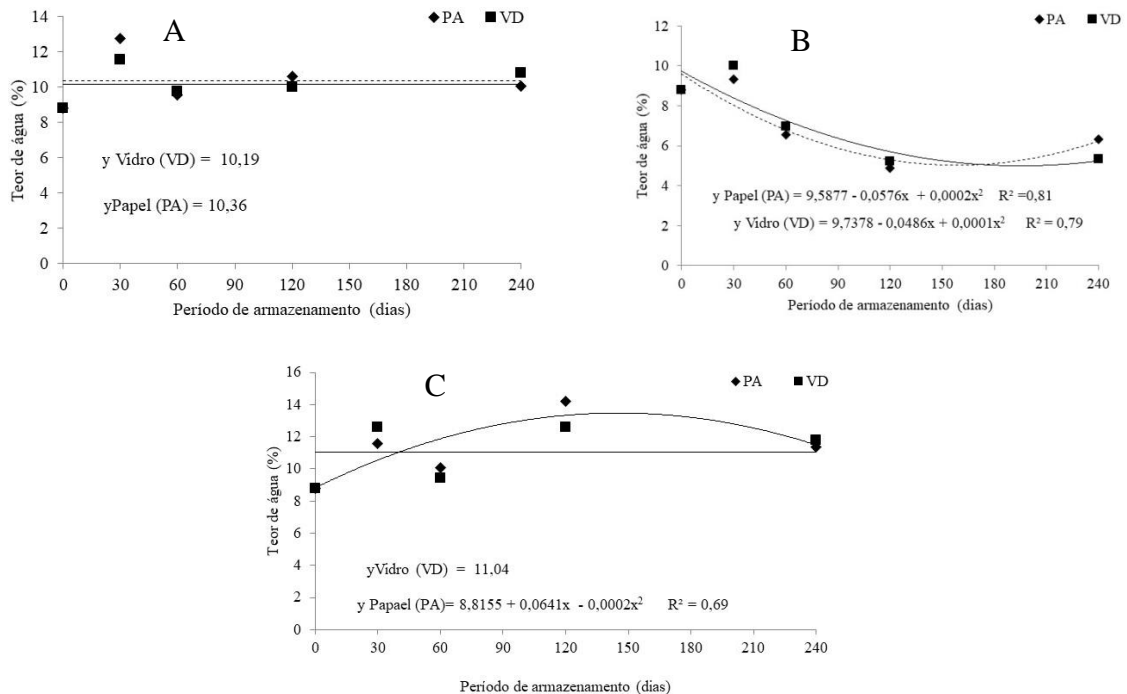 A
PA VD
Teor de água (%)
14
12
10
8
6
4
2
0
y Vidro (VD) = 10,19
yPapel (PA) = 10,36
0 30 60 90 120 150 180 210 240
Período de armazenamento (dias)
B
PA VD
Teor de água (%)
12
10
8
6
4
2
0
y Papel (PA) = 9,5877 - 0,0576x + 0,0002x² R² =0,81
y Vidro (VD) = 9,7378 - 0,0486x + 0,0001x² R² = 0,79
0 30 60 90 120 150 180 210 240
Período de armazenamento (dias)
C
PA VD
Teor de água (%)
16
14
12
10
8
6
4
2
0
yVidro (VD) = 11,04
y Papael (PA)= 8,8155 + 0,0641x - 0,0002x² R² = 0,69
0 30 60 90 120 150 180 210 240
Período de armazenamento (dias)